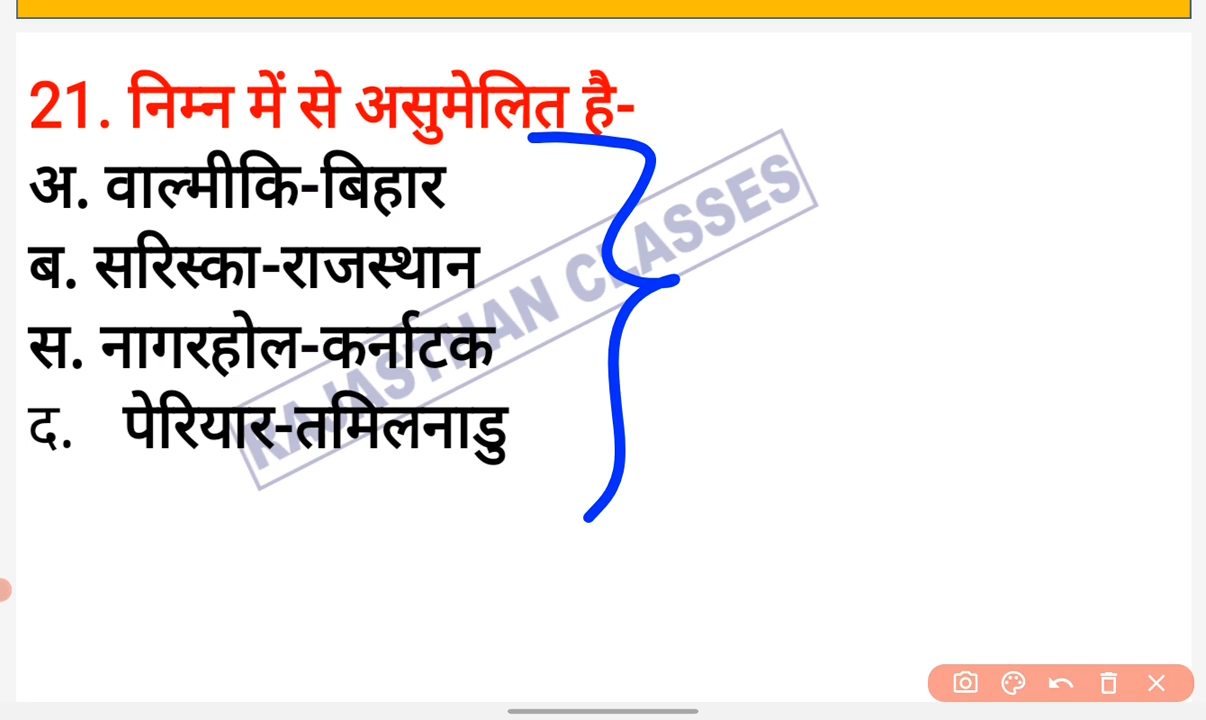 21. निम्न में से असुमेलित है-
अ. वाल्मीकि-बिहार
ब. सरिस्का-राजस्थान
स. नागरहोल-कर्नाटक
द. पेरियार-तमिलनाडु
RAJASTHAN CLASSES